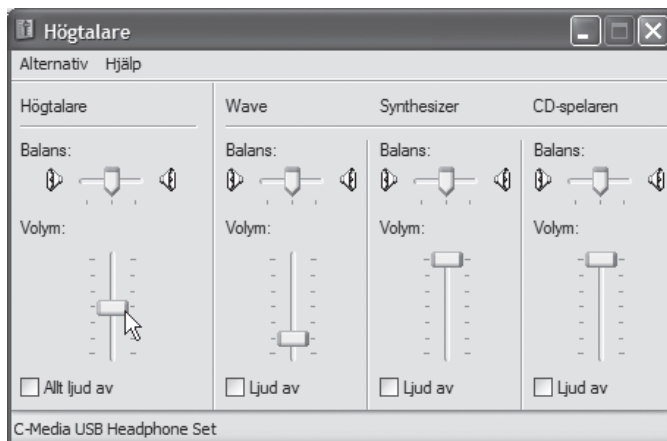 Högtalare
Alternativ Hjälp
Högtalare Wave Synthesizer CD-spelaren
Balans: Balans: Balans: Balans:
Volym: Volym: Volym: Volym:
Allt ljud av Ljud av Ljud av Ljud av
C-Media USB Headphone Set